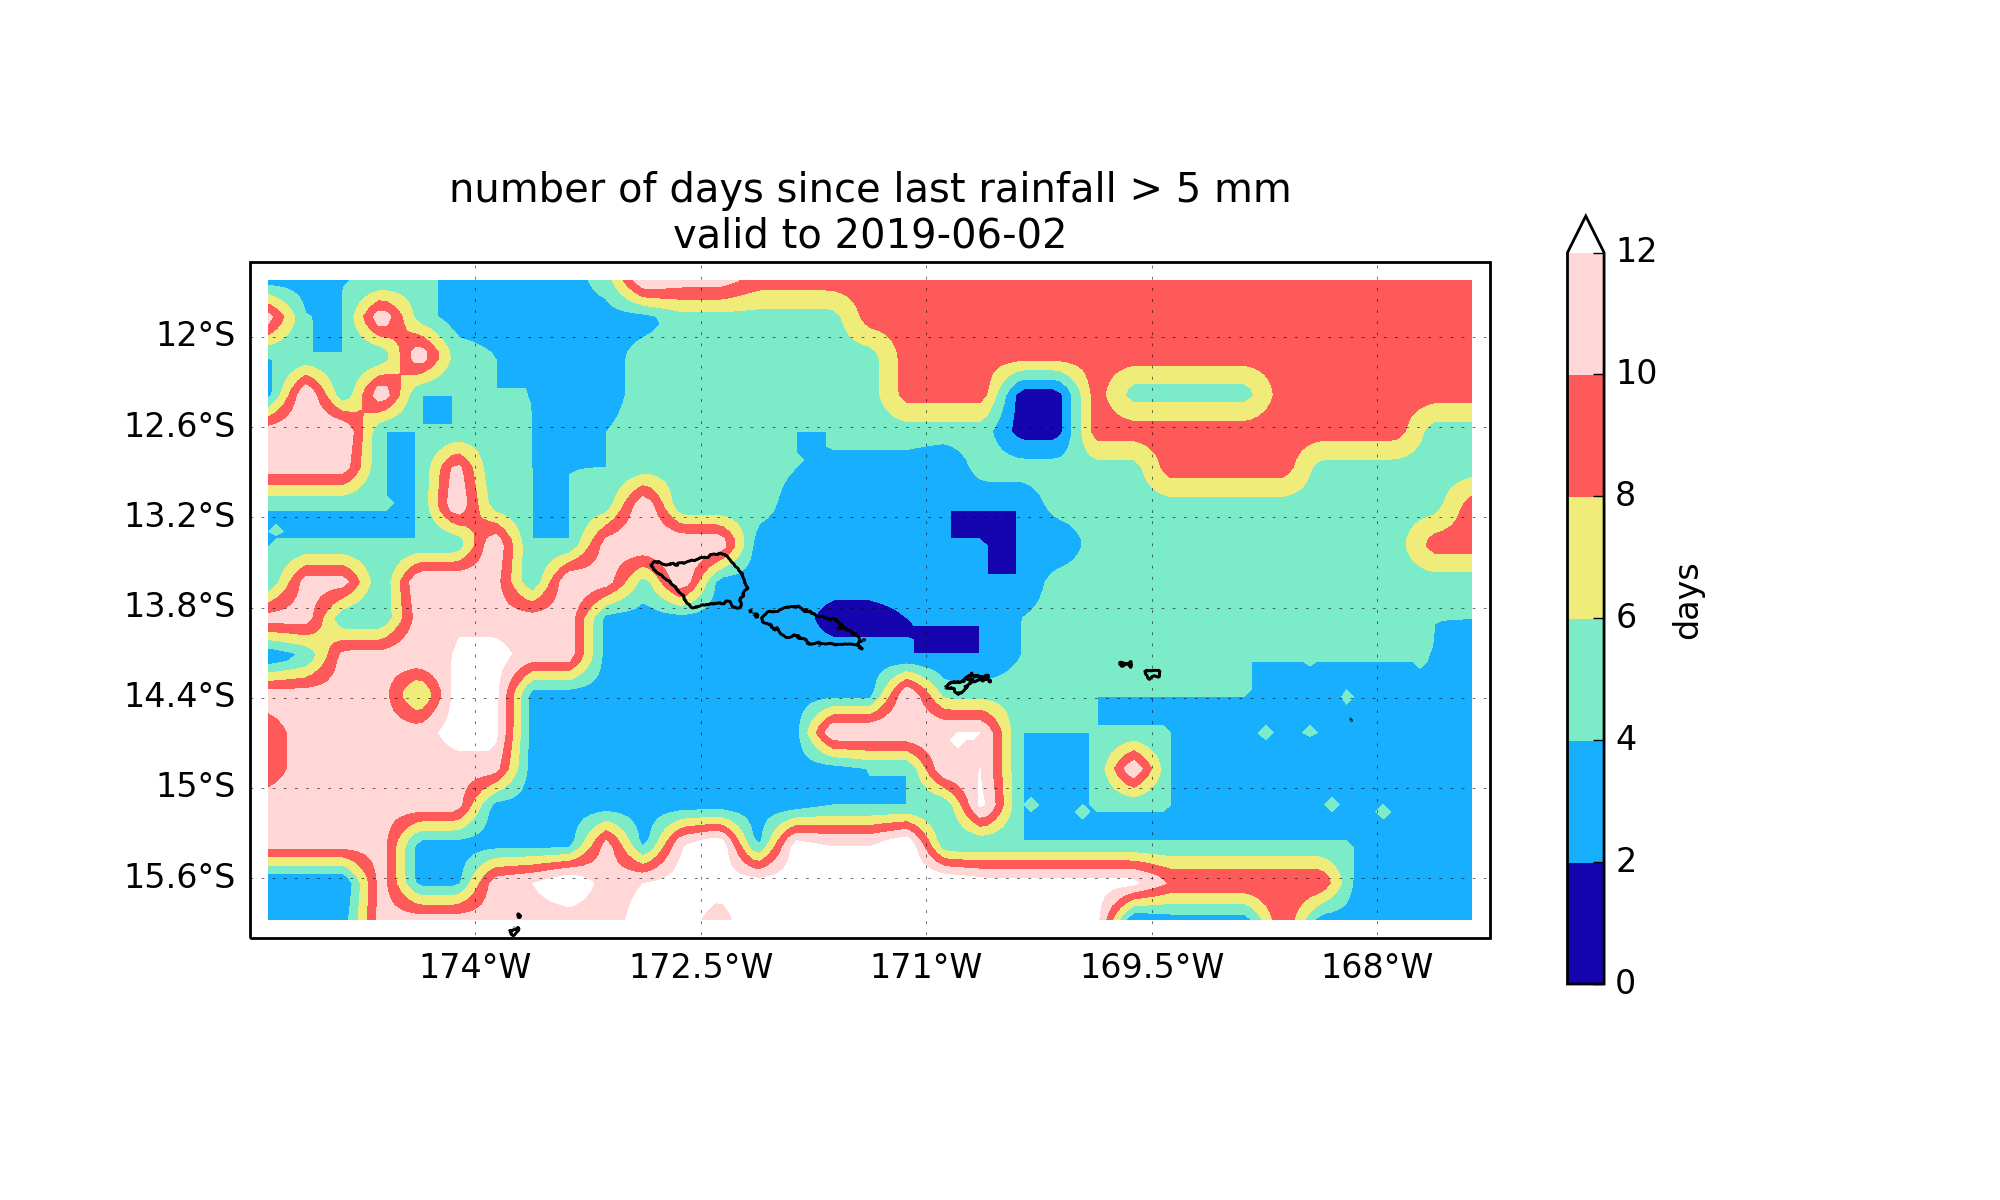 number of days since last rainfall > 5 mm
valid to 2019-06-02
12°S
12.6°S
13.2°S
13.8°S
14.4°S
15°S
15.6°S
174°W
172.5°W
171°W
169.5°W
168°W
12
10
8
6
4
2
0
days